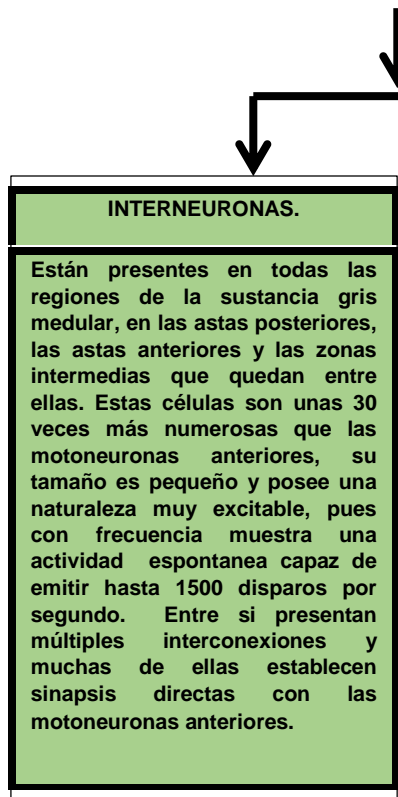 INTERNEURONAS.
Están presentes en todas las
regiones de la sustancia gris
medular, en las astas posteriores,
las astas anteriores y las zonas
intermedias que quedan entre
ellas. Estas células son unas 30
veces más numerosas que las
motoneuronas anteriores, su
tamaño es pequeño y posee una
naturaleza muy excitable, pues
con frecuencia muestra una
actividad espontanea capaz de
emitir hasta 1500 disparos por
segundo. Entre si presentan
múltiples interconexiones y
muchas de ellas establecen
sinapsis directas con las
motoneuronas anteriores.